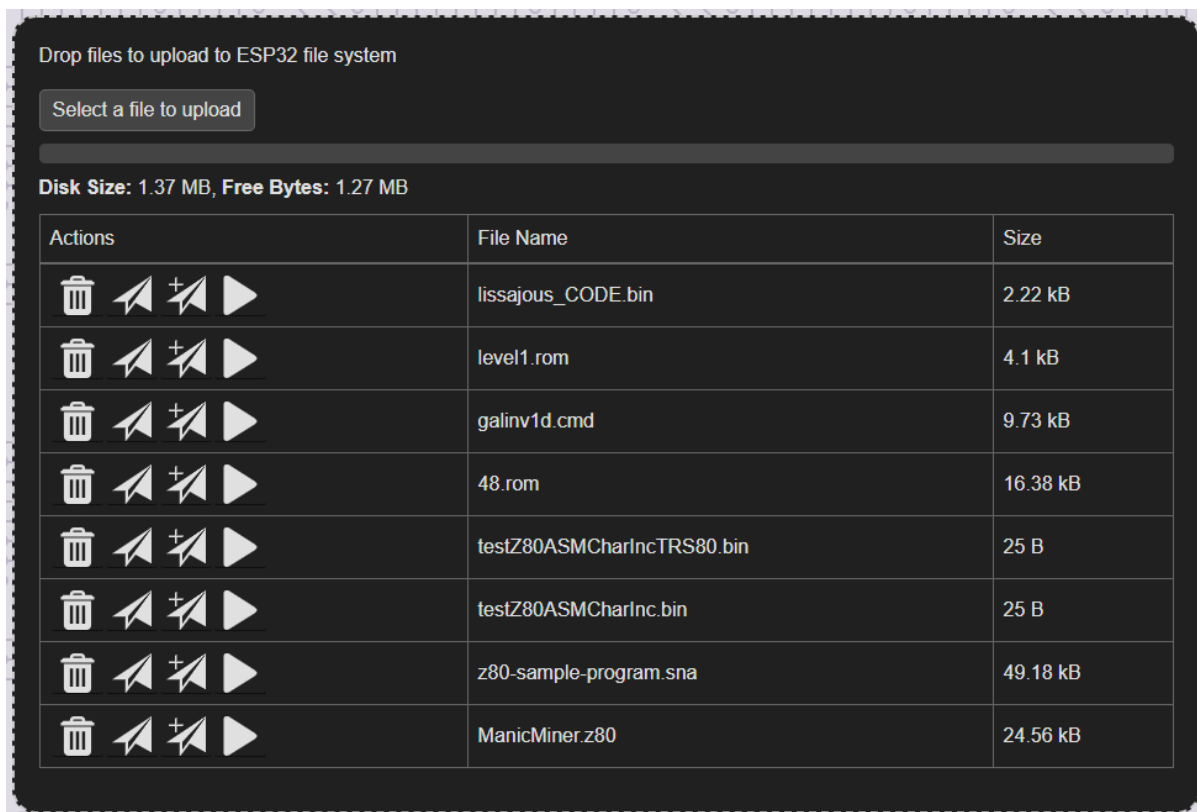 Drop files to upload to ESP32 file system
Select a file to upload
Disk Size: 1.37 MB, Free Bytes: 1.27 MB
Actions File Name Size
lissajous_CODE.bin 2.22 kB
level1.rom 4.1 kB
galinv1d.cmd 9.73 kB
48.rom 16.38 kB
testZ80ASMCharIncTRS80.bin 25 B
testZ80ASMCharInc.bin 25 B
z80-sample-program.sna 49.18 kB
ManicMiner.z80 24.56 kB